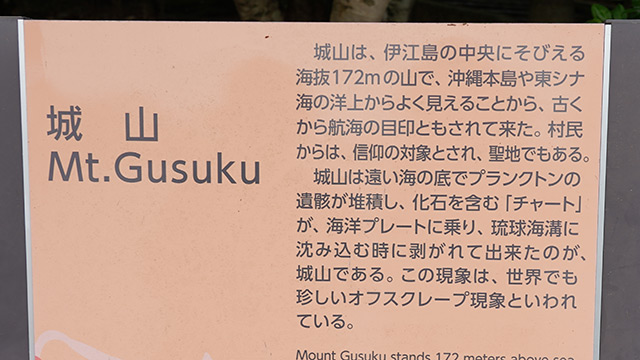 城 山
Mt.Gusuku
城山は、伊江島の中央にそびえる
海抜172mの山で、沖縄本島や東シナ
海の洋上からよく見えることから、古く
から航海の目印ともされて来た。村民
からは、信仰の対象とされ、聖地でもある。
城山は遠い海の底でプランクトンの
遺骸が堆積し、化石を含む「チャート」
が、海洋プレートに乗り、琉球海溝に
沈み込む時に剥がれて出来たのが、
城山である。この現象は、世界でも
珍しいオフスクレープ現象といわれ
ている。
Mount Gusuku stands 172 meters above sea